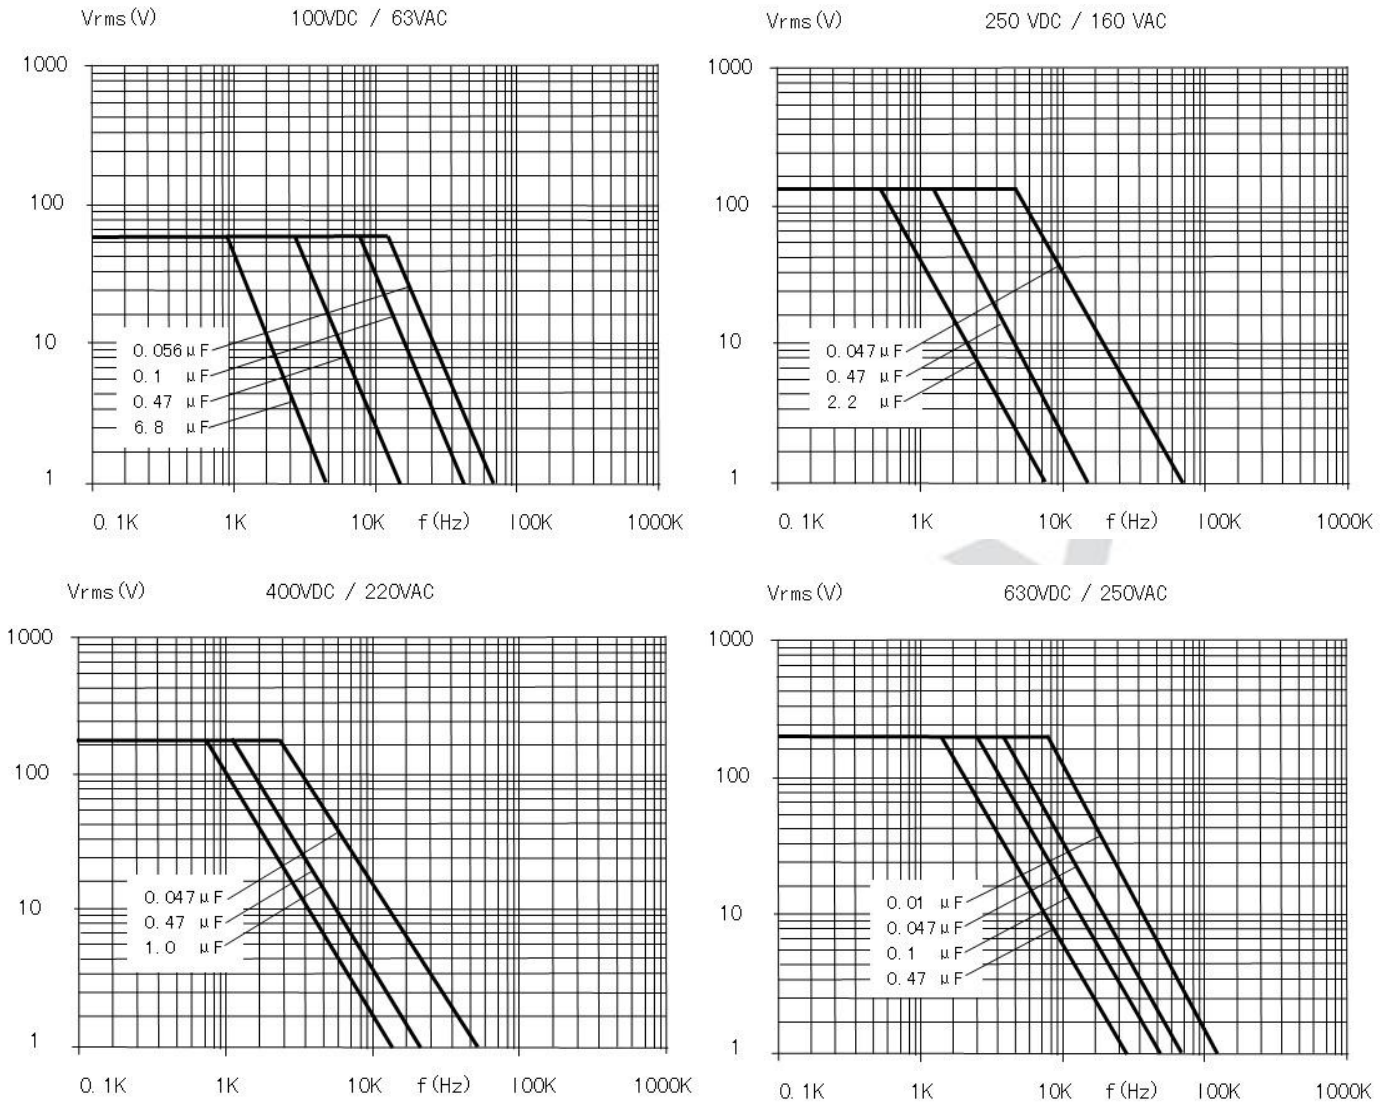 Vrms(V) 100VDC / 63VAC
1000
100
10
1
0.056μF
0.1 μF
0.47 μF
6.8 μF
0.1K 1K 10K f(Hz) 100K 1000K
Vrms(V) 250 VDC / 160 VAC
1000
100
10
1
0.047μF
0.47 μF
2.2 μF
0.1K 1K 10K f(Hz) 100K 1000K
Vrms(V) 400VDC / 220VAC
1000
100
10
1
0.047μF
0.47 μF
1.0 μF
0.1K 1K 10K f(Hz) 100K 1000K
Vrms(V) 630VDC / 250VAC
1000
100
10
1
0.01 μF
0.047μF
0.1 μF
0.47 μF
0.1K 1K 10K f(Hz) 100K 1000K